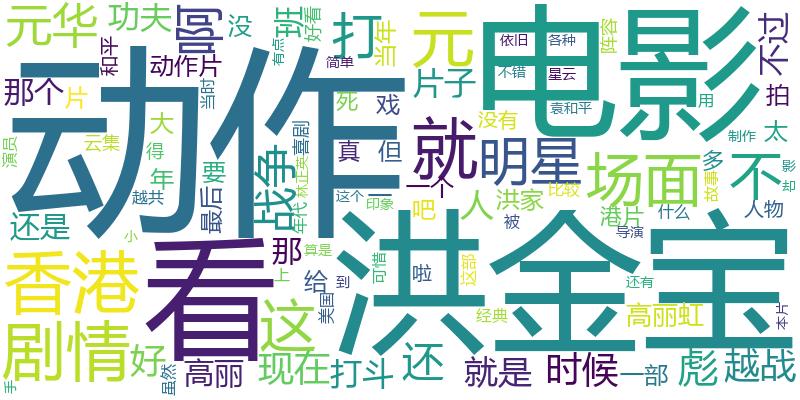 元华
功夫
啊
没
班
好看
打
当年
元
电影
依旧
各种
阵容
不过
和平
有点
动作片
当时
简单
那个
片
动作
片子
不错
星云
袁和平
用
拍
死
戏
就
没有
制作
太
演员
云集
大
得
喜剧
真
但
明星
场面
多
不
影
却
年
要
战争
林正英
越共
一个
洪家
比较
故事
还是
最后
年代
这个
印象
吧
人
港片
什么
人物
小
那
算是
被
导演
香港
看
上
给
到
可惜
啦
洪金宝
这部
还有
美国
这
经典
高丽虹
本片
剧情
好
现在
还
手
虽然
高丽
打斗
就是
时候
一部
彪
越战